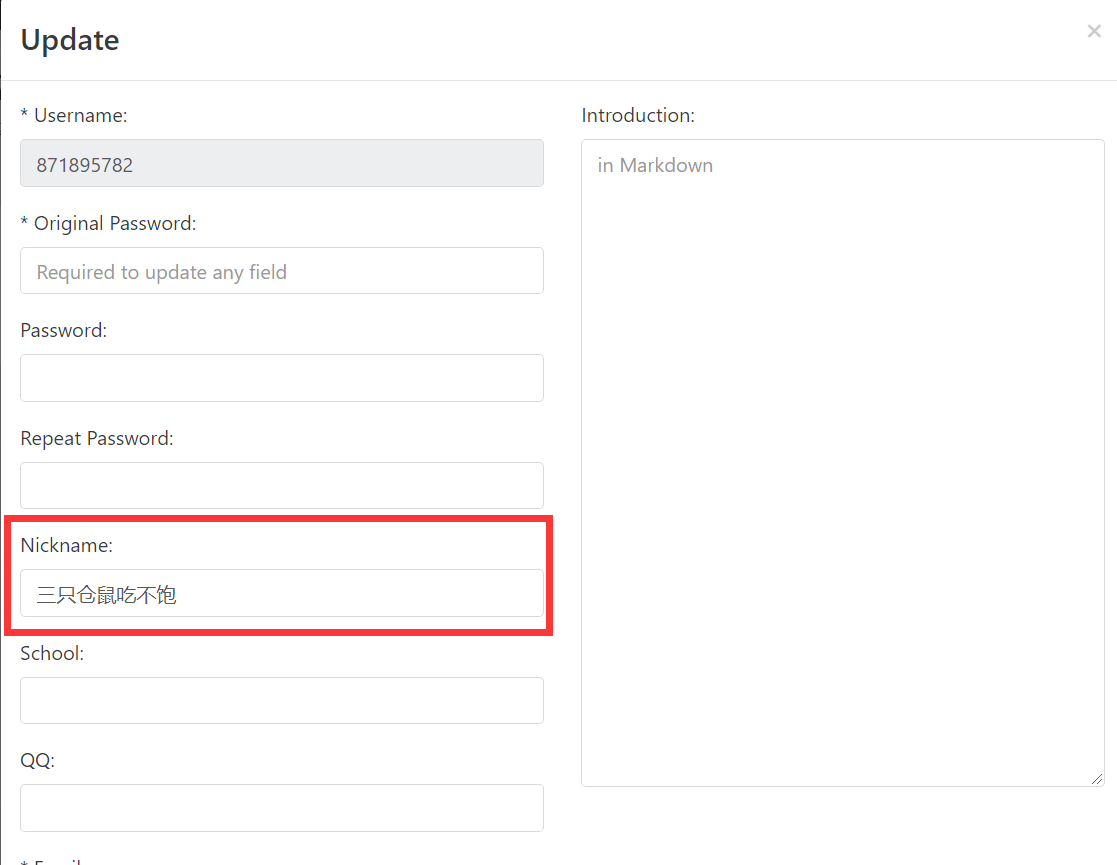 Update
×
* Username:
871895782
* Original Password:
Required to update any field
Password:
Repeat Password:
Nickname:
三只仓鼠吃不饱
School:
QQ:
Introduction:
in Markdown